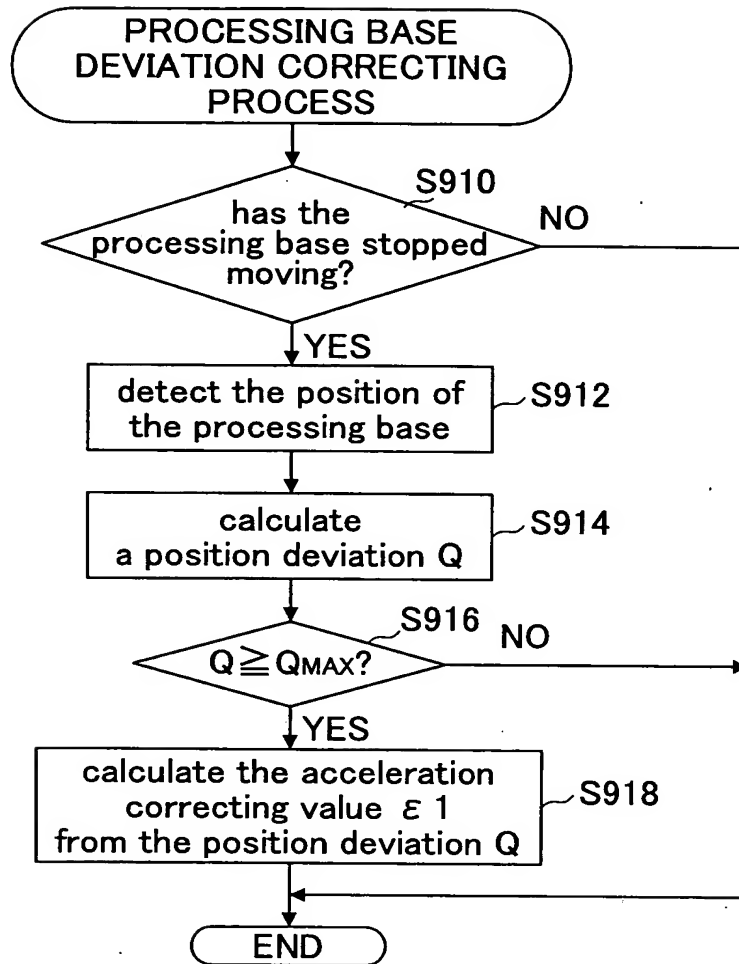 PROCESSING BASE
DEVIATION CORRECTING
PROCESS
S910
has the
processing base stopped
moving?
NO
YES
detect the position of
the processing base
S912
calculate
a position deviation Q
S914
S916
Q ≧ QMAX?
NO
YES
calculate the acceleration
correcting value ε 1
from the position deviation Q
S918
END